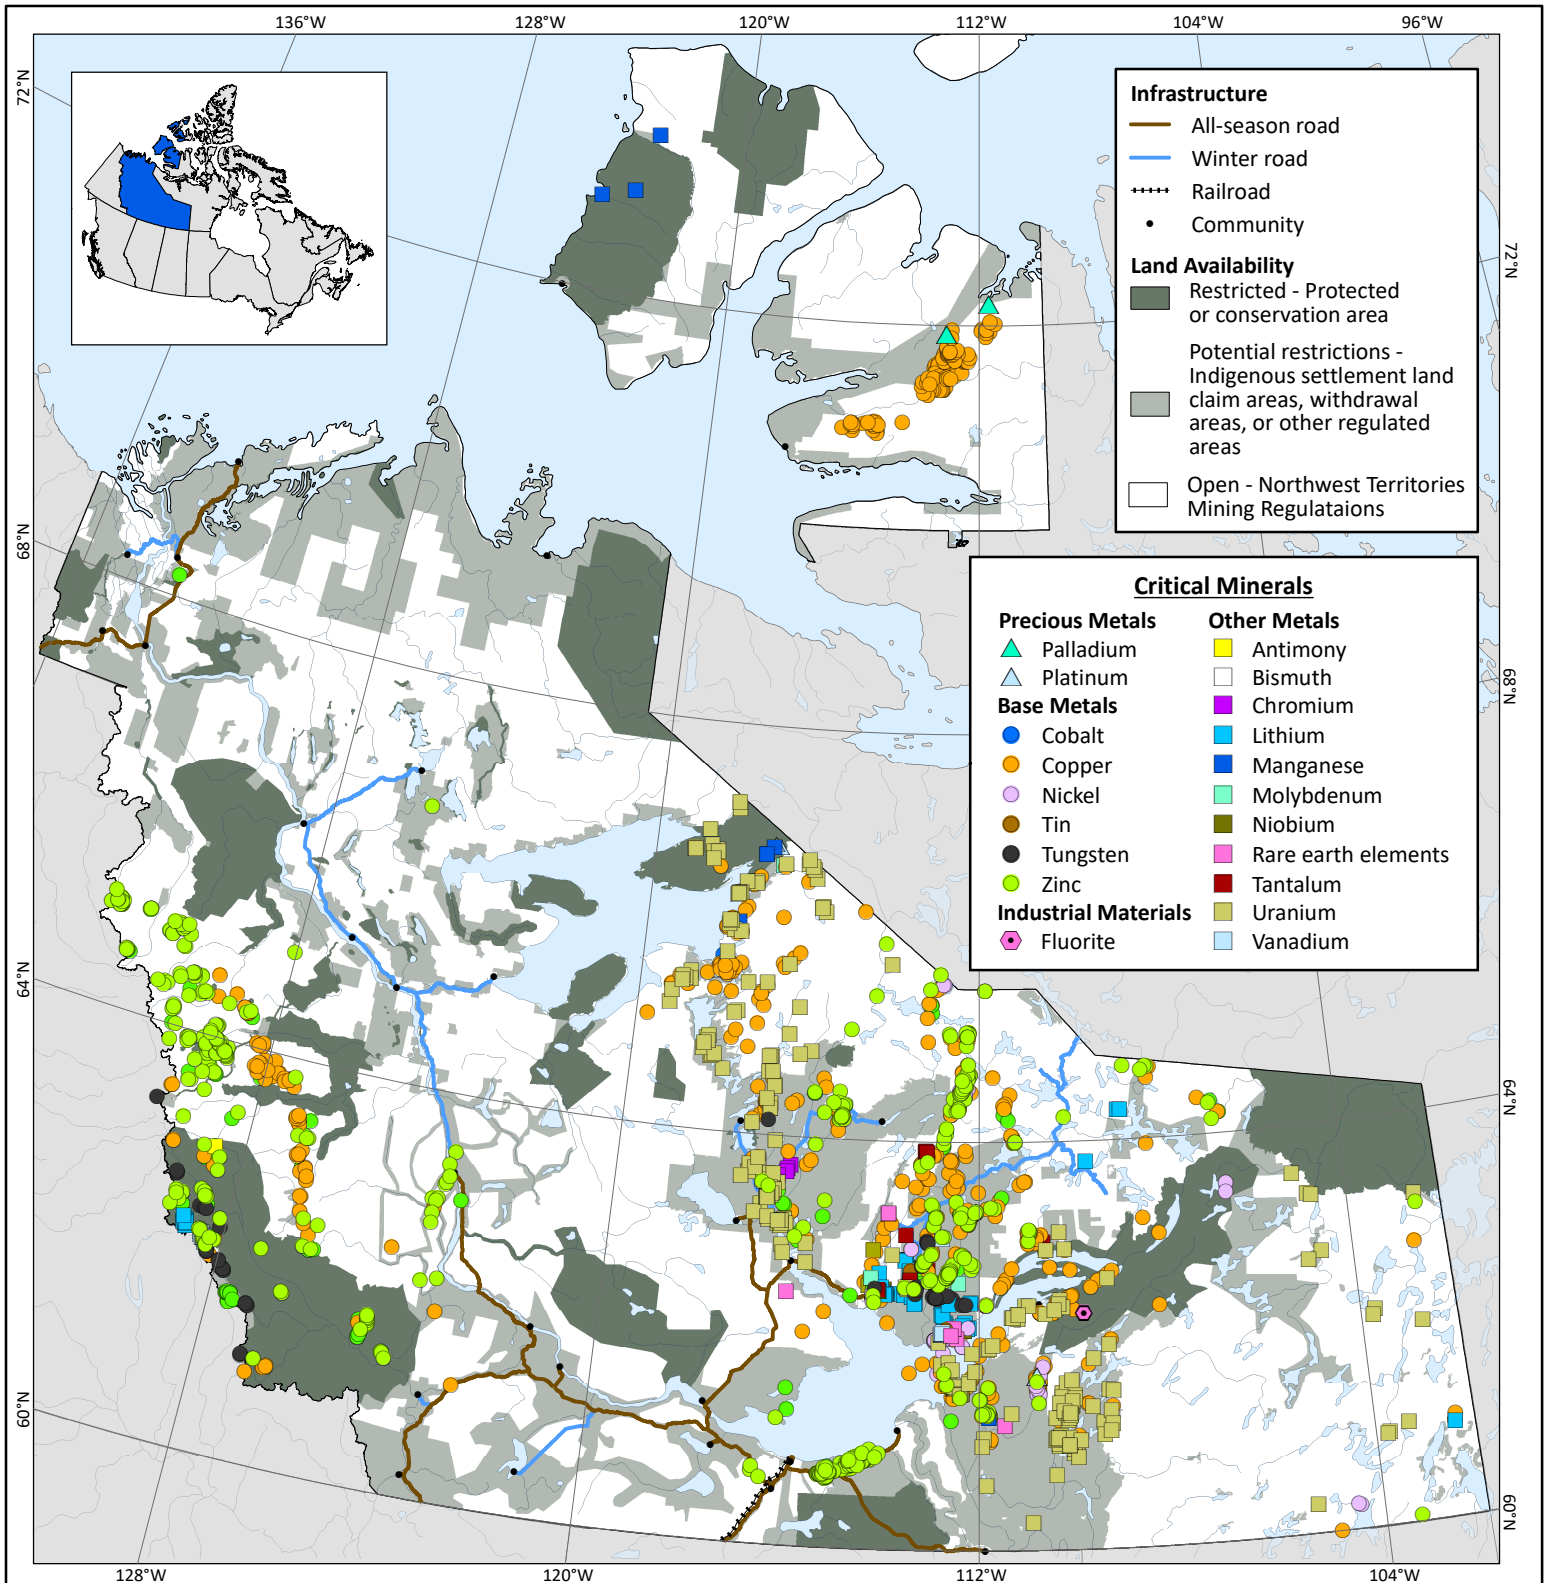 136°W
128°W
120°W
112°W
104°W
96°W
72°N
68°N
64°N
60°N
Infrastructure
All-season road
Winter road
Railroad
Community
Land Availability
Restricted - Protected
or conservation area
Potential restrictions -
Indigenous settlement land
claim areas, withdrawal
areas, or other regulated
areas
Open - Northwest Territories
Mining Regulataions
72°N
Critical Minerals
Precious Metals
Palladium
Platinum
Base Metals
Cobalt
Copper
Nickel
Tin
Tungsten
Zinc
Industrial Materials
Fluorite
Other Metals
Antimony
Bismuth
Chromium
Lithium
Manganese
Molybdenum
Niobium
Rare earth elements
Tantalum
Uranium
Vanadium
68°N
64°N
60°N
128°W
120°W
112°W
104°W